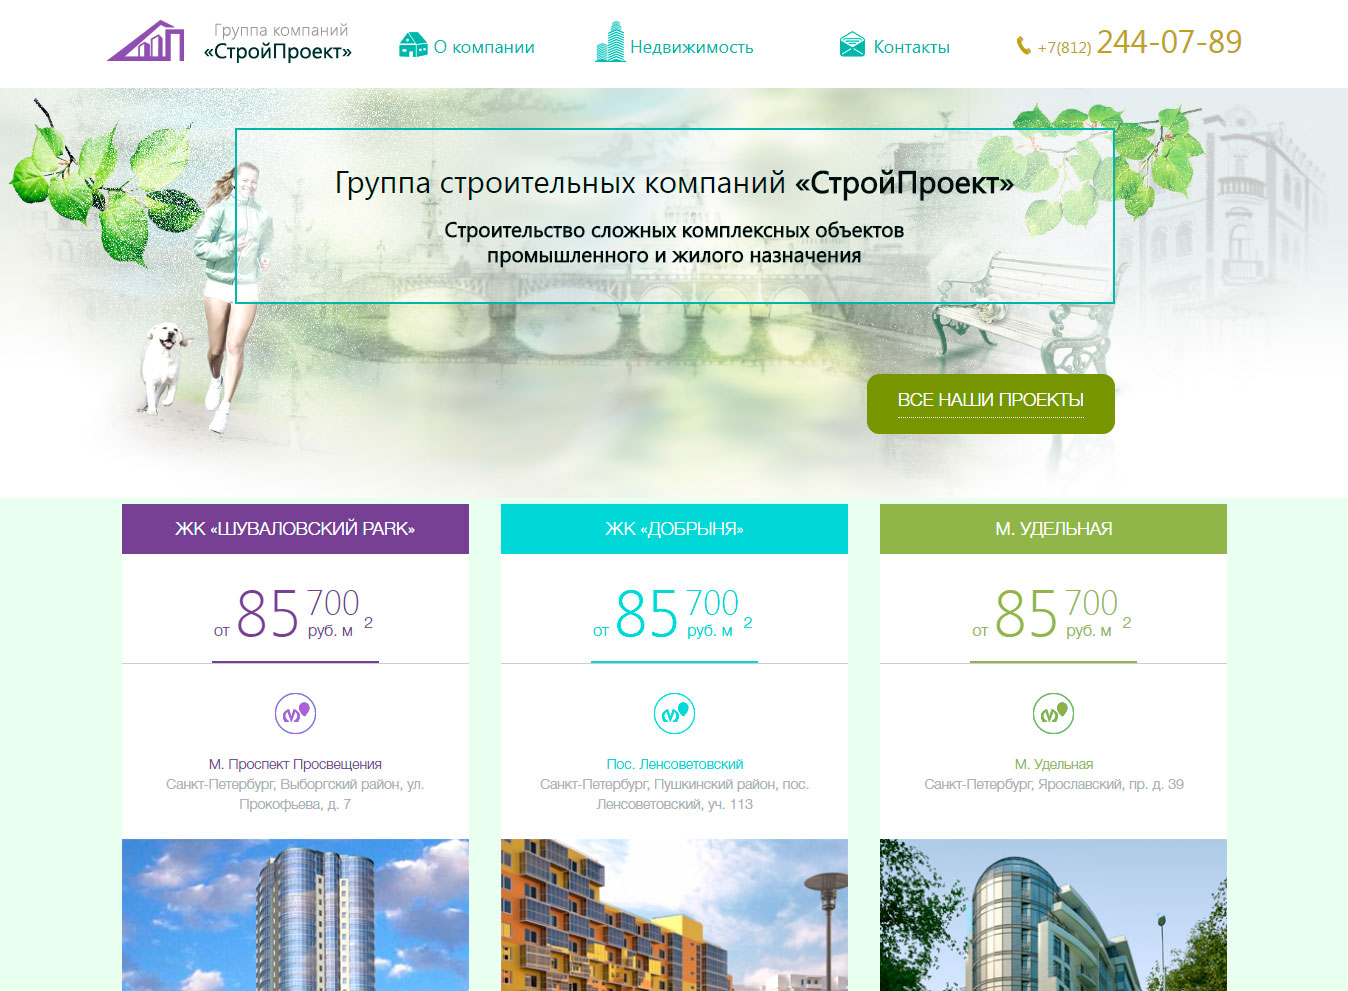 Группа компаний
«СтройПроект»
О компании
Недвижимость
Контакты
+7(812) 244-07-89
Группа строительных компаний «СтройПроект»
Строительство сложных комплексных объектов
промышленного и жилого назначения
ВСЕ НАШИ ПРОЕКТЫ
ЖК «ШУВАЛОВСКИЙ PARK»
от 85 700 руб. м 2
М. Проспект Просвещения
Санкт-Петербург, Выборгский район, ул.
Прокофьева, д. 7
ЖК «ДОБРЫНЯ»
от 85 700 руб. м 2
Пос. Ленсоветовский
Санкт-Петербург, Пушкинский район, пос.
Ленсоветовский, уч. 113
М. УДЕЛЬНАЯ
от 85 700 руб. м 2
М. Удельная
Санкт-Петербург, Ярославский, пр. д. 39